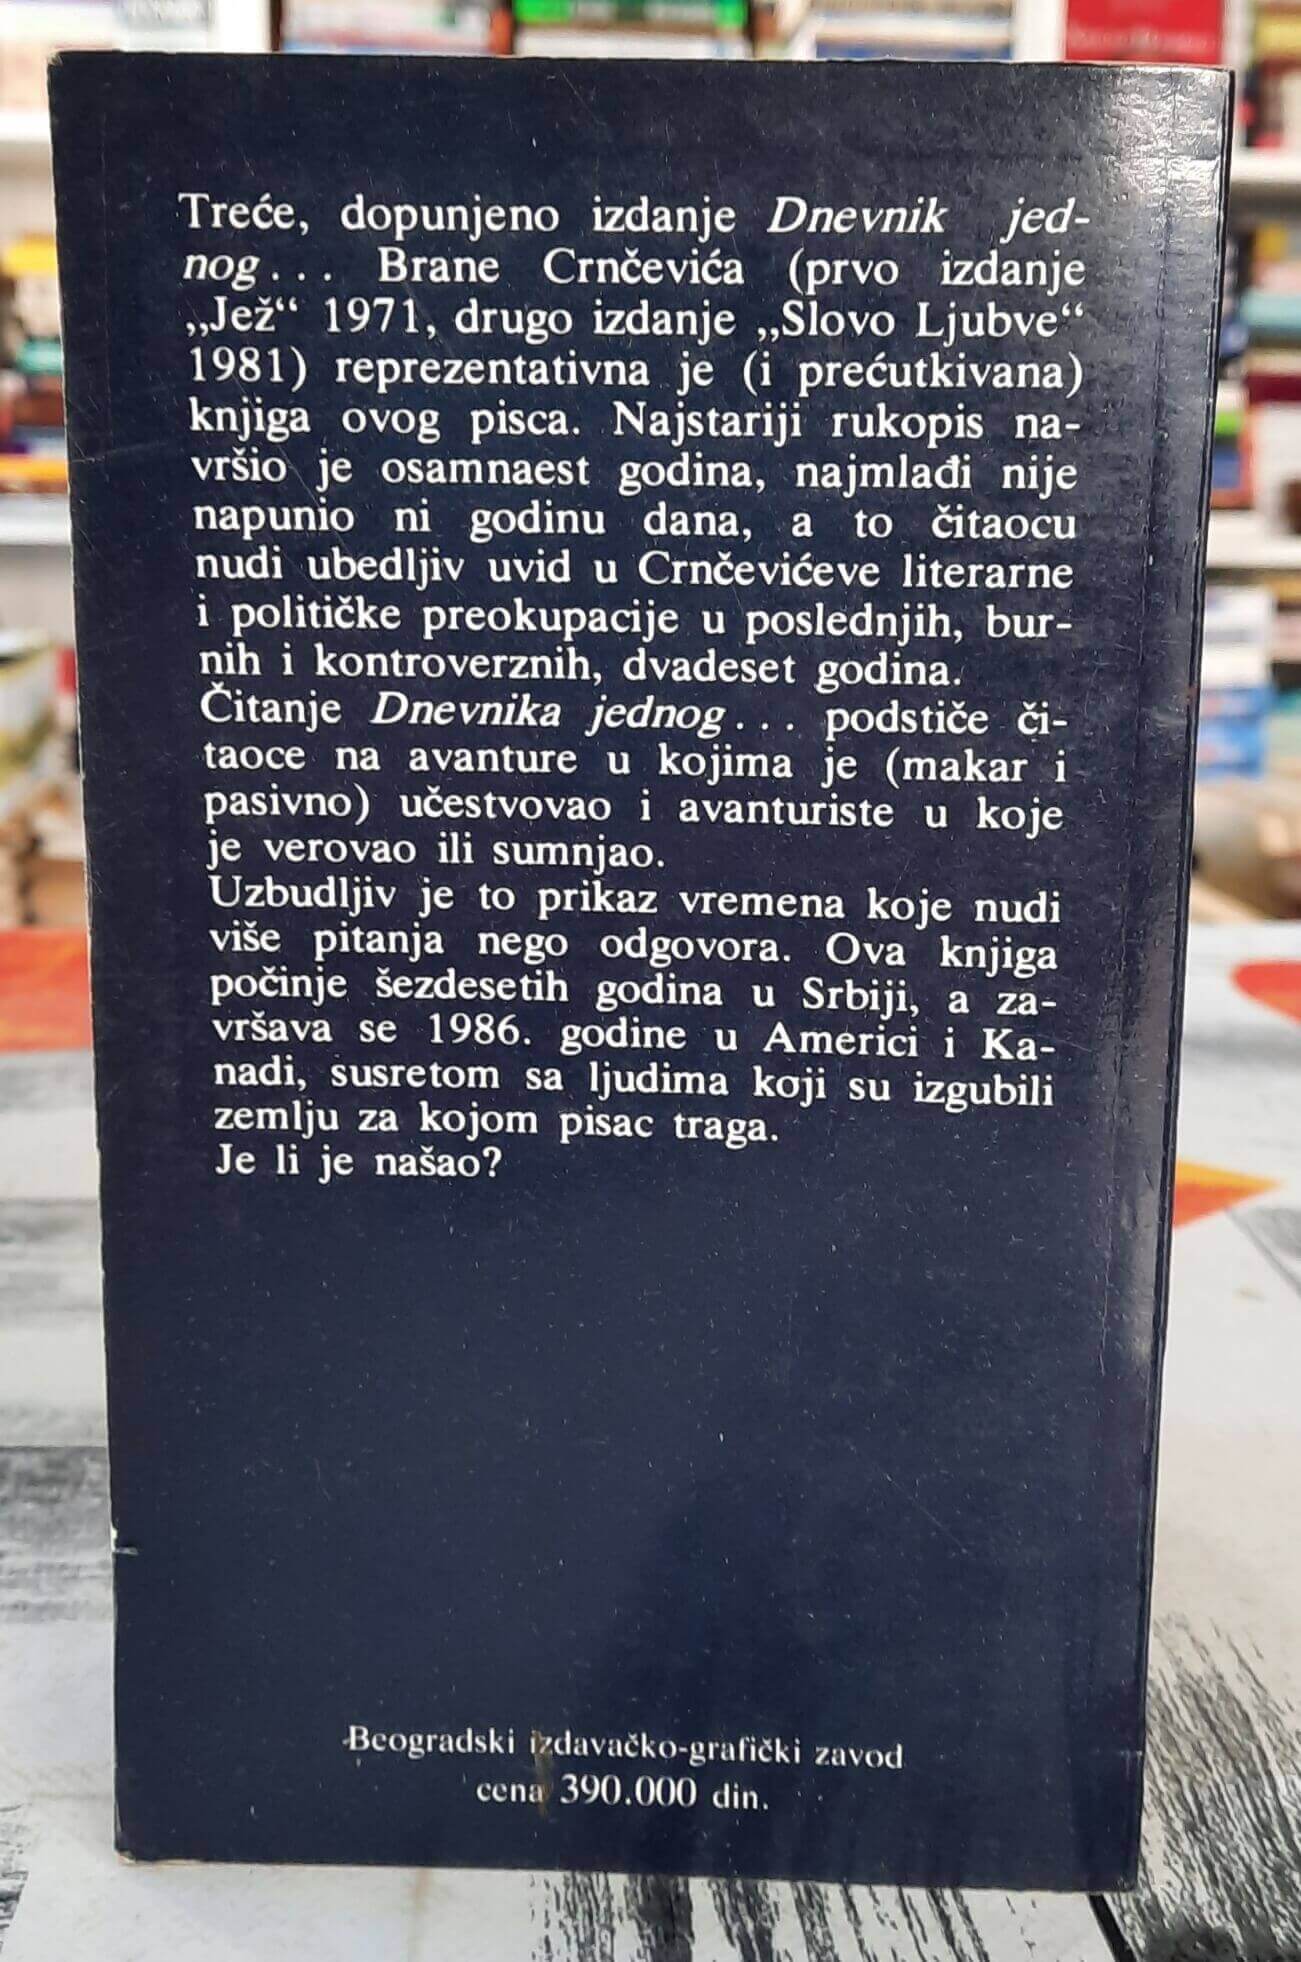 Treće, dopunjeno izdanje Dnevnik jed-
nog... Brane Crnčevića (prvo izdanje
„Jež“ 1971, drugo izdanje „Slovo Ljubve“
1981) reprezentativna je (i prećutkivana)
knjiga ovog pisca. Najstariji rukopis na-
vršio je osamnaest godina, najmlađi nije
napunio ni godinu dana, a to čitaocu
nudi ubedljiv uvid u Crnčevićeve literarne
i političke preokupacije u poslednjih, bur-
nih i kontroverznih, dvadeset godina.
Čitanje Dnevnika jednog... podstiče či-
taoce na avanture u kojima je (makar i
pasivno) učestvovao i avanturiste u koje
je verovao ili sumnjao.
Uzbudljiv je to prikaz vremena koje nudi
više pitanja nego odgovora. Ova knjiga
počinje šezdesetih godina u Srbiji, a za-
vršava se 1986. godine u Americi i Ka-
nadi, susretom sa ljudima koji su izgubili
zemlju za kojom pisac traga.
Je li je našao?
Beogradski izdavačko-grafički zavod
cena 390.000 din.